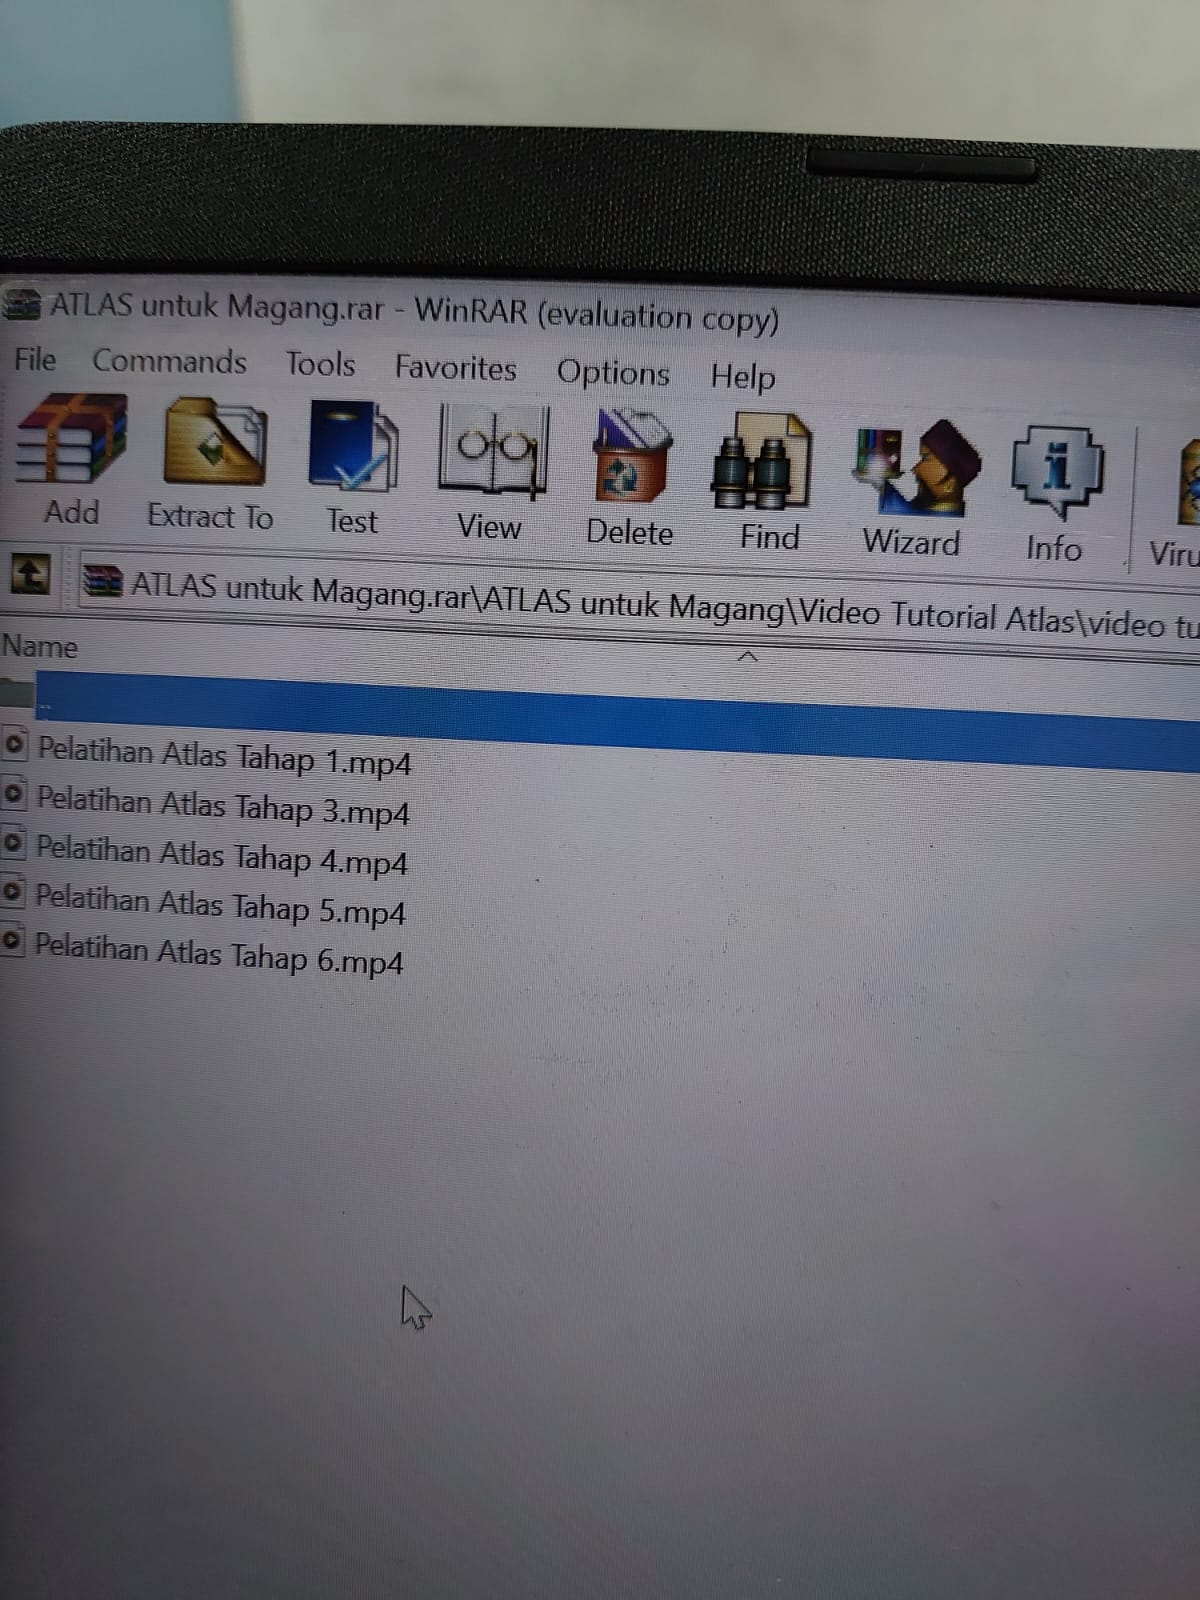 ATLAS untuk Magang.rar - WinRAR (evaluation copy)
File Commands Tools Favorites Options Help
Add Extract To Test View Delete Find Wizard Info
ATLAS untuk Magang.rar\ATLAS untuk Magang\Video Tutorial Atlas\video
Name
..
Pelatihan Atlas Tahap 1.mp4
Pelatihan Atlas Tahap 3.mp4
Pelatihan Atlas Tahap 4.mp4
Pelatihan Atlas Tahap 5.mp4
Pelatihan Atlas Tahap 6.mp4